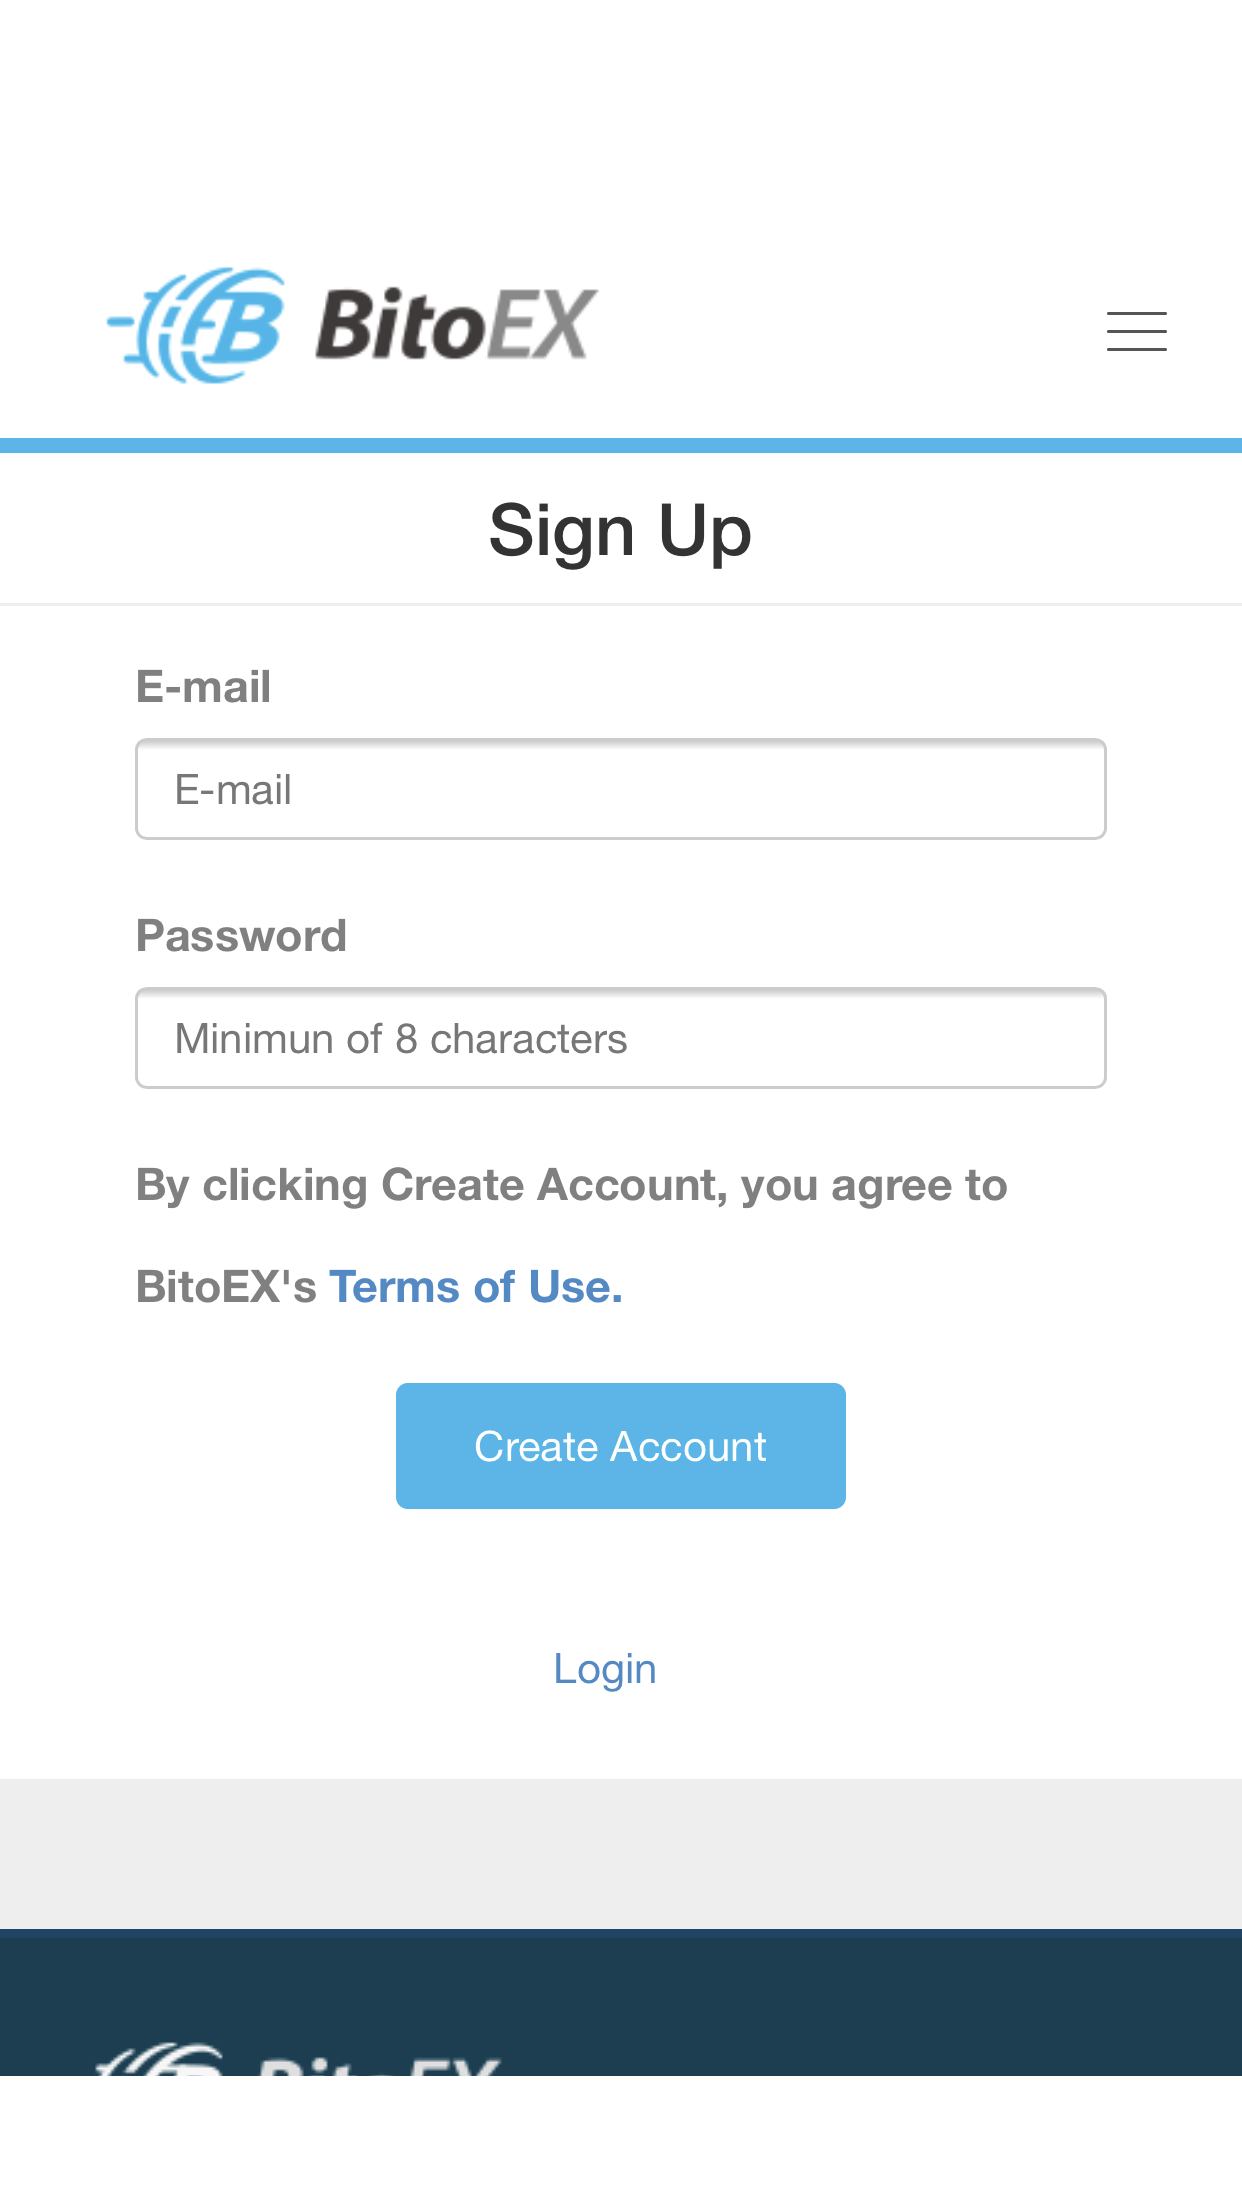 BitoEX
Sign Up
E-mail
E-mail
Password
Minimun of 8 characters
By clicking Create Account, you agree to
BitoEX's Terms of Use.
Create Account
Login
BitoEX